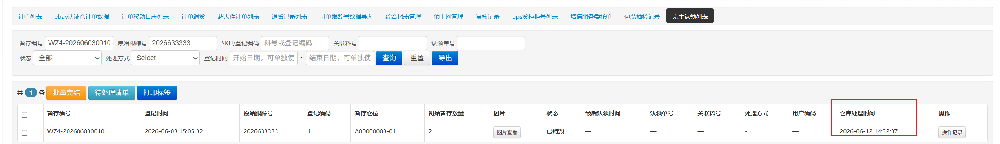 订单列表 ebay认证仓订单数据 订单移动日志列表 订单退货 超大件订单列表 退货记录列表 订单跟踪号数据导入 综合报表管理 预上网管理 复核记录 ups货柜柜号列表 增值服务委托单 包装抽检记录 无主认领列表
暂存编号 WZ4-202606030010 原始跟踪号 2026633333 SKU/登记编码 料号或登记编码 关联料号 认领单号
状态 全部 处理方式 Select 登记时间 开始日期，可单独使 ~ 结束日期，可单独使 查询 重置 导出
共 1 条 批量完结 待处理清单 打印标签
暂存编号 登记时间 原始跟踪号 登记编码 暂存仓位 初始暂存数量 图片 状态 最后认领时间 认领单号 关联料号 处理方式 用户编码 仓库处理时间 操作
WZ4-202606030010 2026-06-03 15:05:32 2026633333 1 A00000003-01 2 图片查看 已销毁 — — — - — 2026-06-12 14:32:37 操作记录